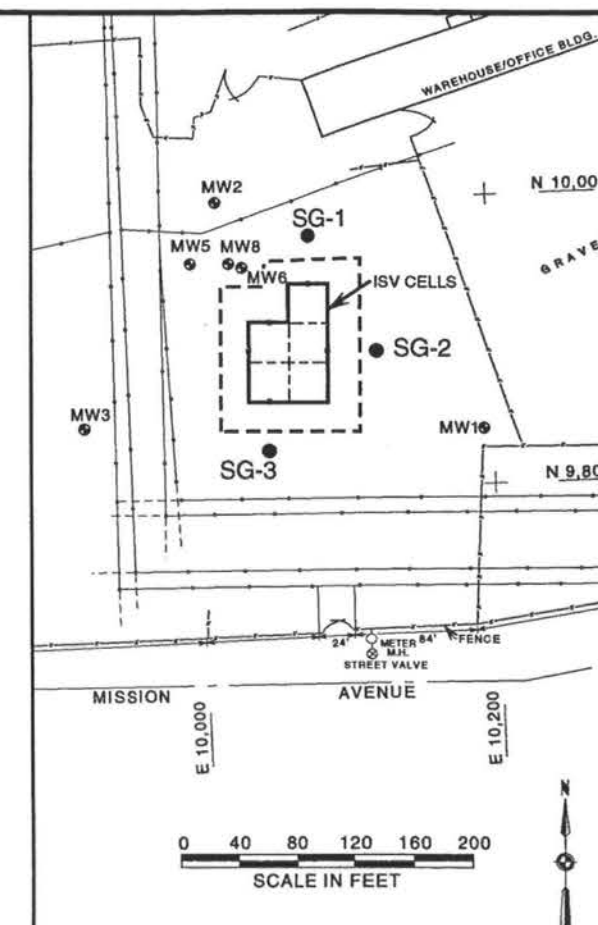 WAREHOUSE/OFFICE BLDG.
MW2
N 10,00
SG-1
GRAVE
MW5
MW8
MW6
ISV CELLS
SG-2
MW3
MW1
SG-3
N 9,80
24'
METER
84'
FENCE
M.H.
STREET VALVE
MISSION AVENUE
E 10,000
E 10,200
N
0 40 80 120 160 200
SCALE IN FEET